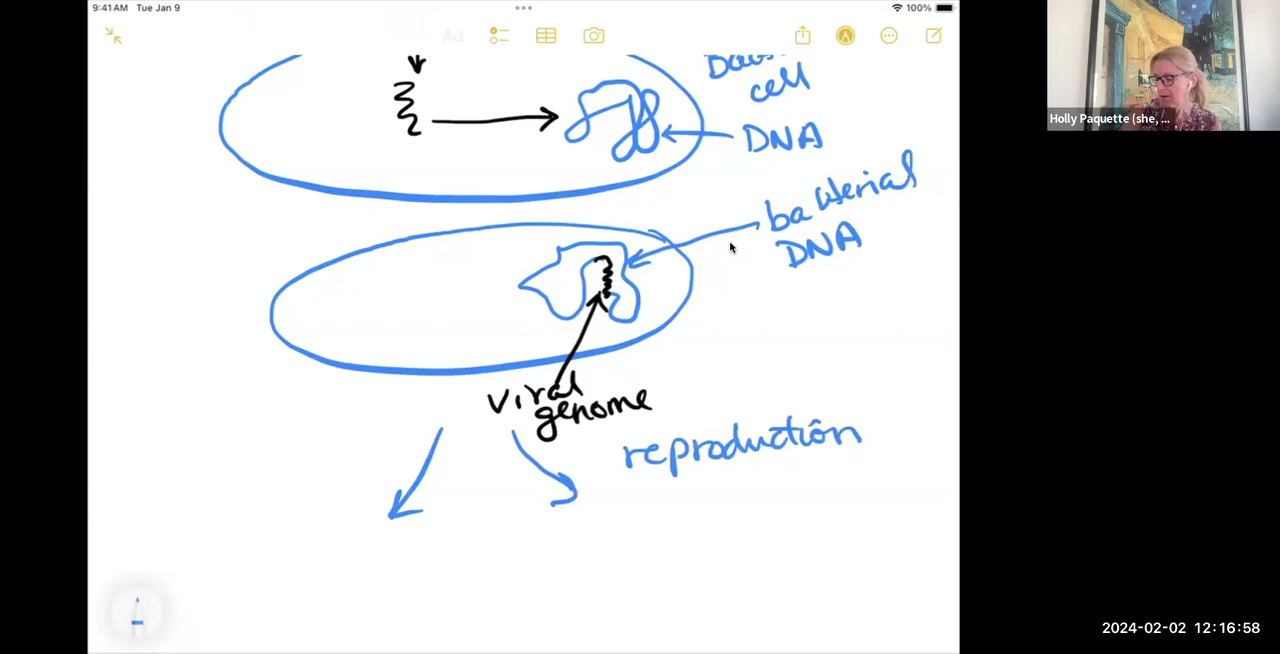 9:41 AM Tue Jan 9
100%
cell
DNA
bacterial
DNA
viral
genome
reproduction
Holly Paquette (she, ...
2024-02-02 12:16:58